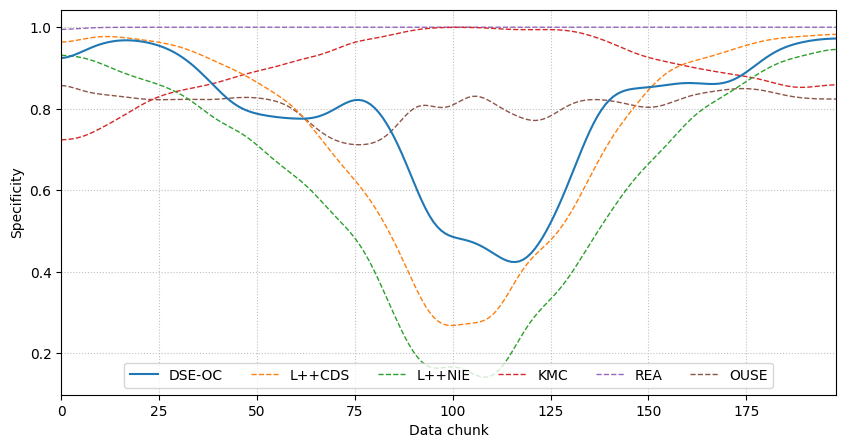 1.0
0.8
0.6
0.4
0.2
Specificity
DSE-OC L++CDS L++NIE KMC REA OUSE
0 25 50 75 100 125 150 175
Data chunk